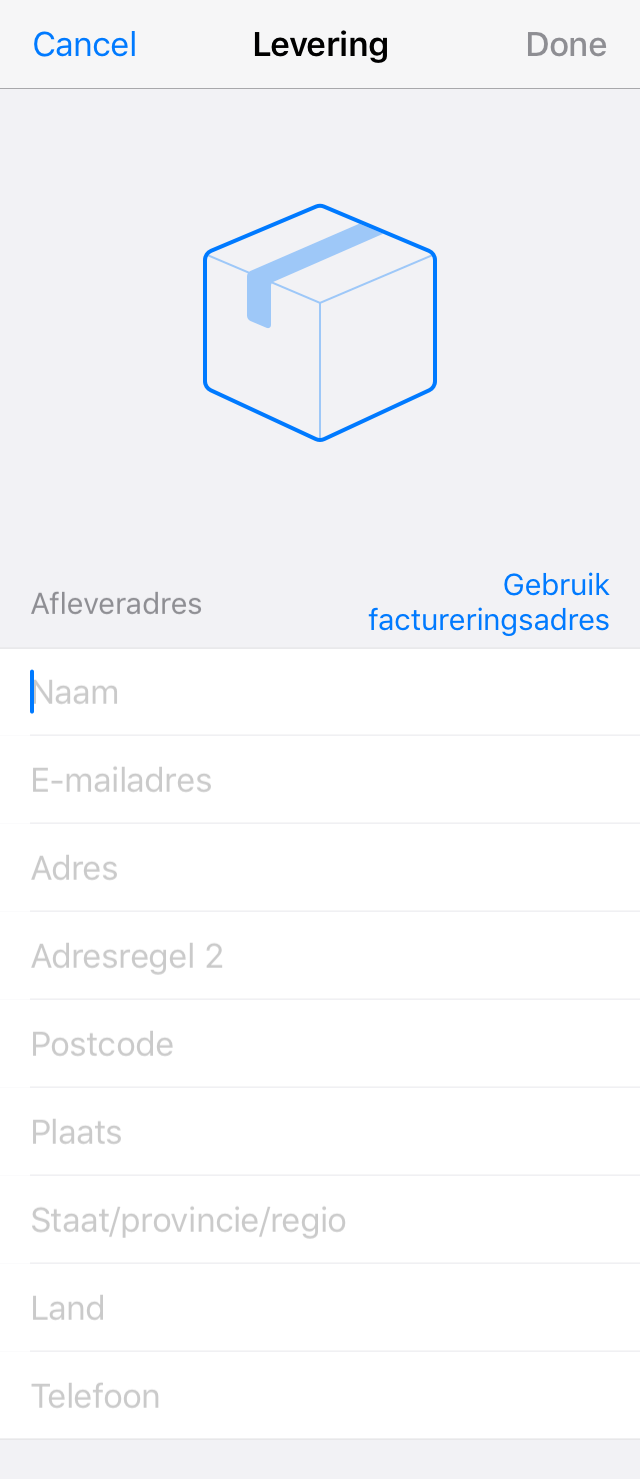 Cancel
Levering
Done
Afleveradres
Gebruik
factureringsadres
Naam
E-mailadres
Adres
Adresregel 2
Postcode
Plaats
Staat/provincie/regio
Land
Telefoon